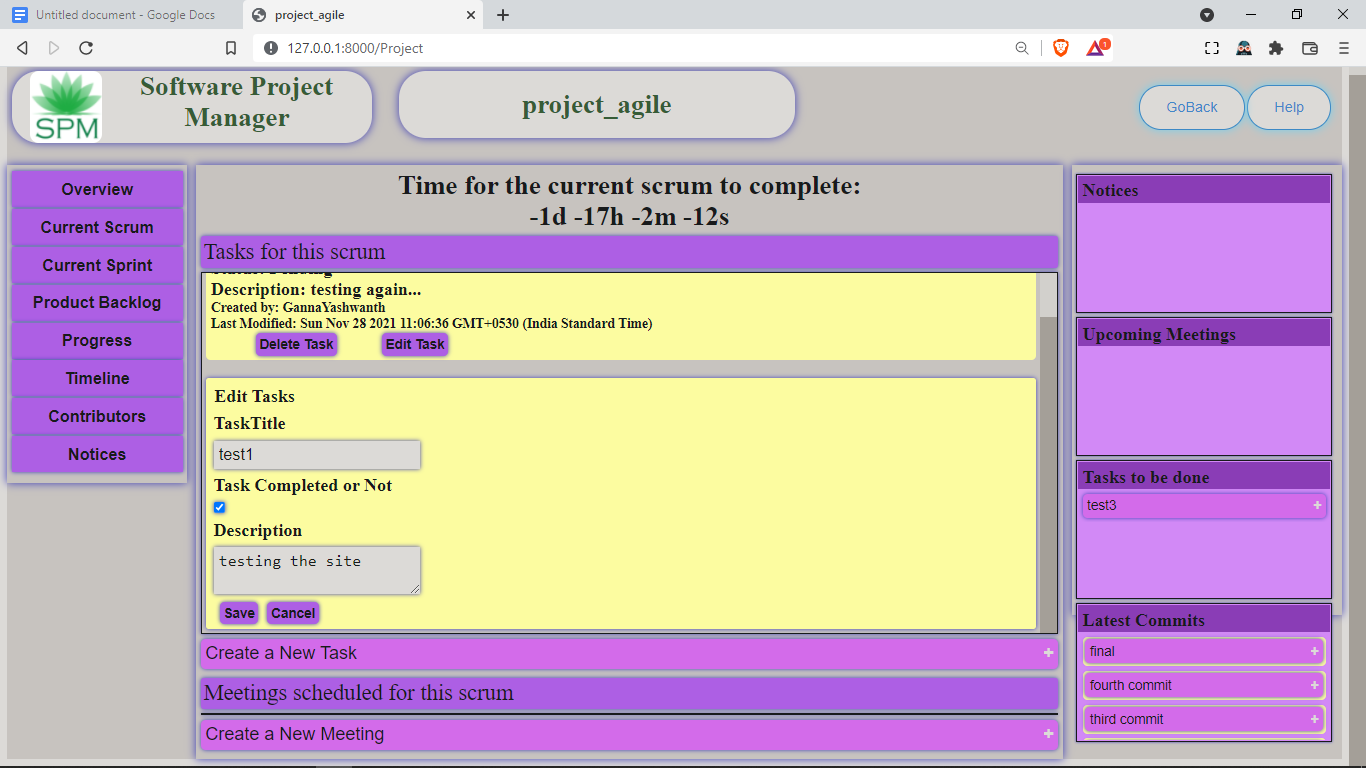 Untitled document - Google Docs
project_agile
127.0.0.1:8000/Project
1
SPM
Software Project
Manager
project_agile
GoBack
Help
Overview
Current Scrum
Current Sprint
Product Backlog
Progress
Timeline
Contributors
Notices
Time for the current scrum to complete:
-1d -17h -2m -12s
Tasks for this scrum
Description: testing again...
Created by: GannaYashwanth
Last Modified: Sun Nov 28 2021 11:06:36 GMT+0530 (India Standard Time)
Delete Task
Edit Task
Edit Tasks
TaskTitle
test1
Task Completed or Not
Description
testing the site
Save
Cancel
Create a New Task +
Meetings scheduled for this scrum
Create a New Meeting +
Notices
Upcoming Meetings
Tasks to be done
test3 +
Latest Commits
final +
fourth commit +
third commit +